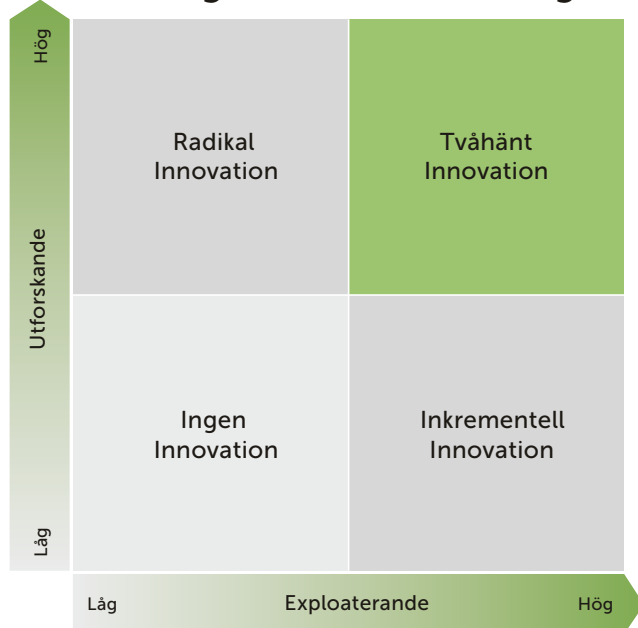 Hög
Radikal
Innovation
Tvåhänt
Innovation
Utforskande
Ingen
Innovation
Inkrementell
Innovation
Låg
Låg
Exploaterande
Hög